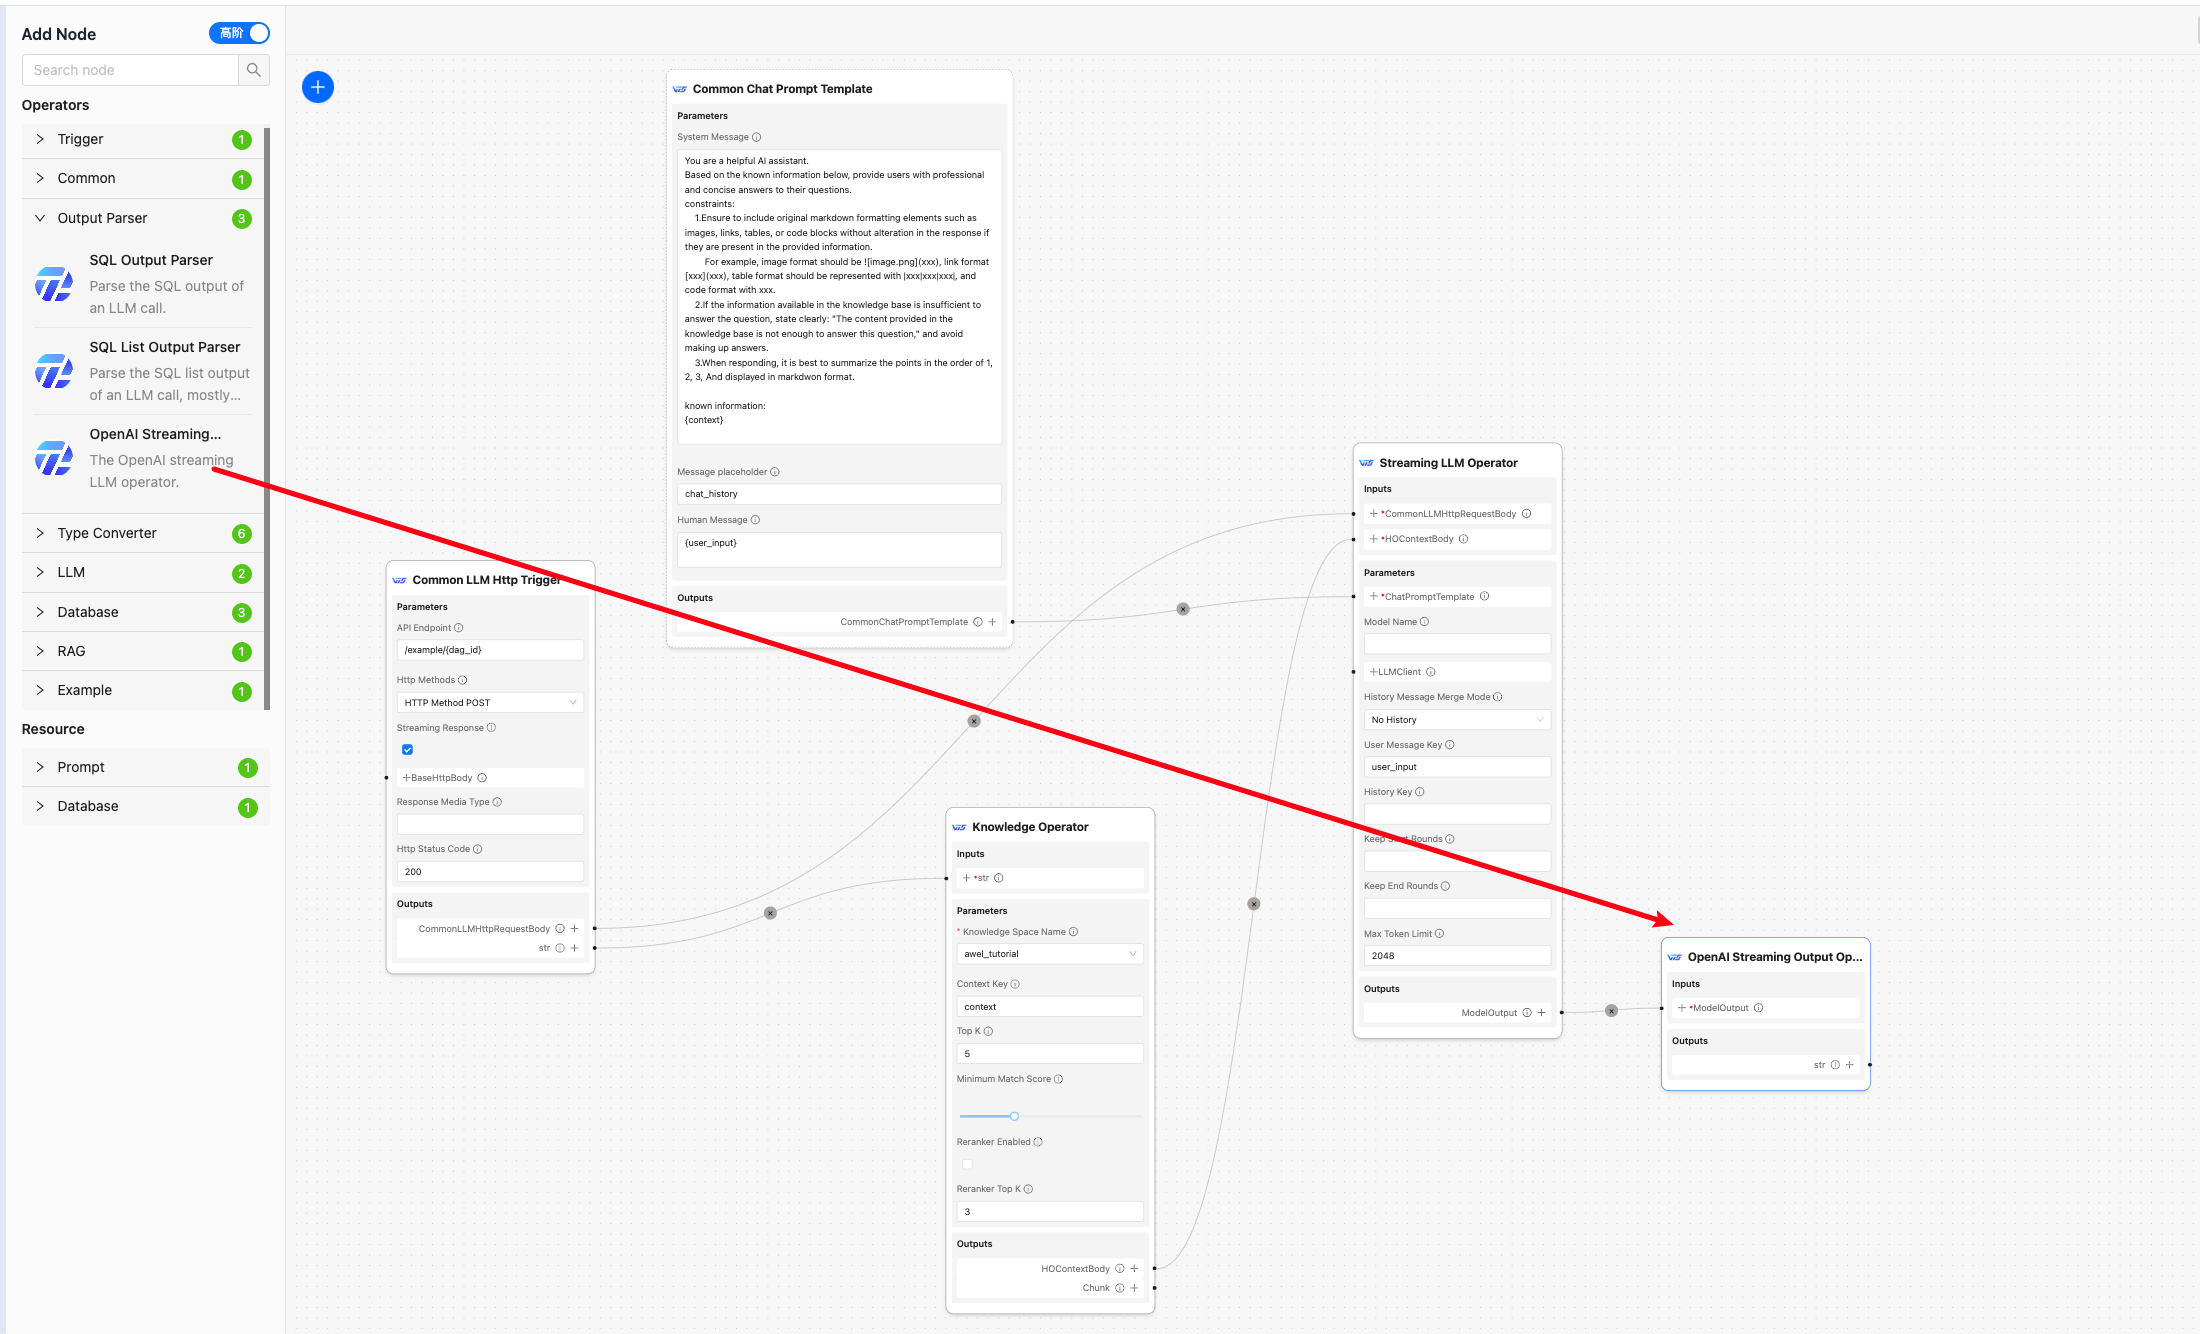 Add Node
高阶
Search node
Operators
Trigger
1
Common
1
Output Parser
3
SQL Output Parser
Parse the SQL output of
an LLM call.
SQL List Output Parser
Parse the SQL list output
of an LLM call, mostly...
OpenAI Streaming...
The OpenAI streaming
LLM operator.
Type Converter
6
LLM
2
Database
3
RAG
1
Example
1
Resource
Prompt
1
Database
1
Common Chat Prompt Template
Parameters
System Message
You are a helpful AI assistant.
Based on the known information below, provide users with professional
and concise answers to their questions.
constraints:
1.Ensure to include original markdown formatting elements such as
images, links, tables, or code blocks without alteration in the response if
they are present in the provided information.
For example, image format should be ![image.png](xxx), link format
[xxx](xxx), table format should be represented with |xxx|xxx|xxx|, and
code format with xxx.
2.If the information available in the knowledge base is insufficient to
answer the question, state clearly: "The content provided in the
knowledge base is not enough to answer this question," and avoid
making up answers.
3.When responding, it is best to summarize the points in the order of 1,
2, 3, And displayed in markdwon format.
known information:
{context}
Message placeholder
chat_history
Human Message
{user_input}
Outputs
CommonChatPromptTemplate
Common LLM Http Trigger
Parameters
API Endpoint
/example/{dag_id}
Http Methods
HTTP Method POST
Streaming Response
BaseHttpBody
Response Media Type
Http Status Code
200
Outputs
CommonLLMHttpRequestBody
str
Knowledge Operator
Inputs
*str
Parameters
* Knowledge Space Name
awel_tutorial
Context Key
context
Top K
5
Minimum Match Score
Reranker Enabled
Reranker Top K
3
Outputs
HOContextBody
Chunk
Streaming LLM Operator
Inputs
*CommonLLMHttpRequestBody
*HOContextBody
Parameters
*ChatPromptTemplate
Model Name
LLMClient
History Message Merge Mode
No History
User Message Key
user_input
History Key
Keep Start Rounds
Keep End Rounds
Max Token Limit
2048
Outputs
ModelOutput
OpenAI Streaming Output Op...
Inputs
*ModelOutput
Outputs
str